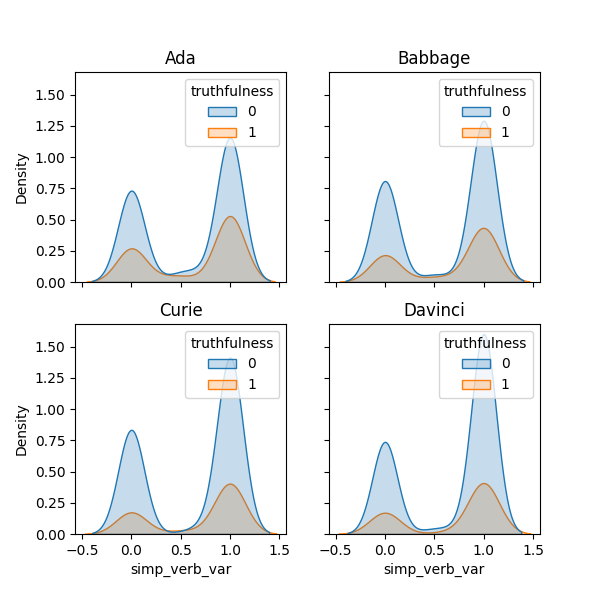 Ada
Babbage
truthfulness
0
1
truthfulness
0
1
Density
1.50
1.25
1.00
0.75
0.50
0.25
0.00
Curie
Davinci
truthfulness
0
1
truthfulness
0
1
Density
1.50
1.25
1.00
0.75
0.50
0.25
0.00
−0.5 0.0 0.5 1.0 1.5
−0.5 0.0 0.5 1.0 1.5
simp_verb_var
simp_verb_var